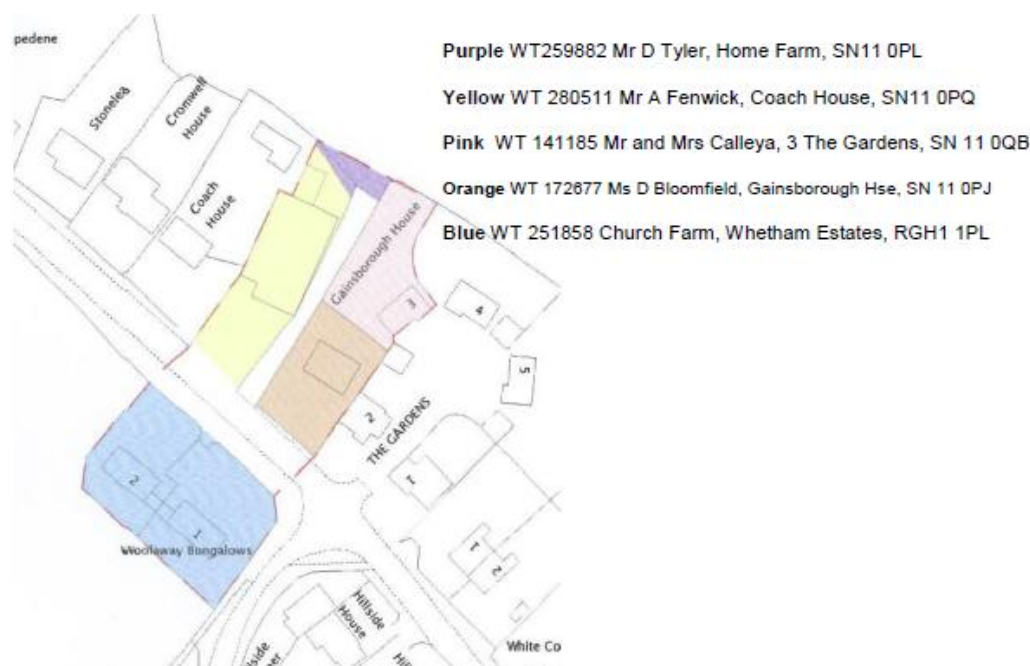 pedene
Stonelea
Cromwell
House
Coach
House
Gainsborough House
3
4
5
2
THE GARDENS
1
1
2
2
1
Woolaway Bungalows
Hillside
House
White Co
Purple WT259882 Mr D Tyler, Home Farm, SN11 0PL
Yellow WT 280511 Mr A Fenwick, Coach House, SN11 0PQ
Pink WT 141185 Mr and Mrs Calleya, 3 The Gardens, SN 11 0QB
Orange WT 172677 Ms D Bloomfield, Gainsborough Hse, SN 11 0PJ
Blue WT 251858 Church Farm, Whetham Estates, RGH1 1PL